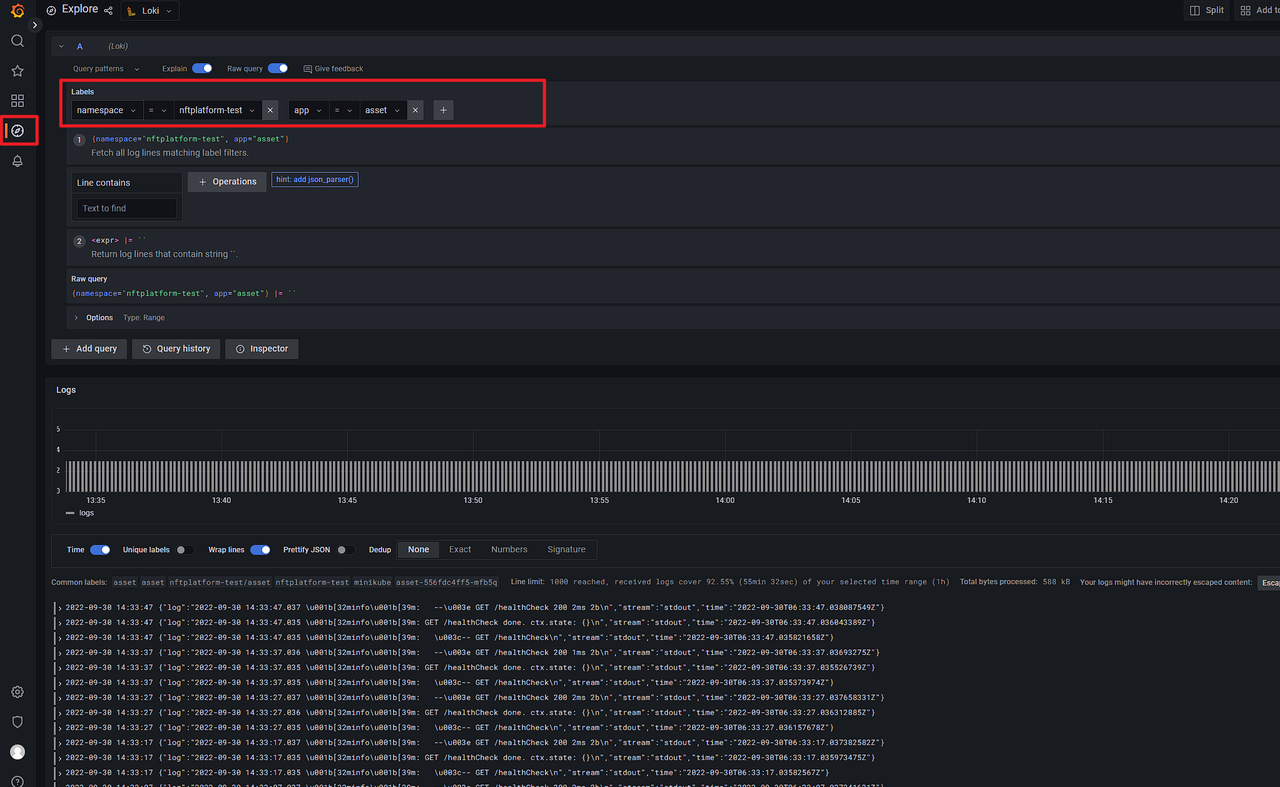 Explore Loki Split Add to
A (Loki)
Query patterns Explain Raw query Give feedback
Labels
namespace = nftplatform-test × app = asset × +
1 {namespace="nftplatform-test", app="asset"}
Fetch all log lines matching label filters.
Line contains + Operations hint: add json_parser()
Text to find
2 <expr> |= ``
Return log lines that contain string ``.
Raw query
{namespace="nftplatform-test", app="asset"} |= ``
Options Type: Range
+ Add query Query history Inspector
Logs
6
4
2
0
13:35 13:40 13:45 13:50 13:55 14:00 14:05 14:10 14:15 14:20
logs
Time Unique labels Wrap lines Prettify JSON Dedup None Exact Numbers Signature
Common labels: asset asset nftplatform-test/asset nftplatform-test minikube asset-556fdc4ff5-mfb5q Line limit: 1000 reached, received logs cover 92.55% (55min 32sec) of your selected time range (1h) Total bytes processed: 588 kB Your logs might have incorrectly escaped content: Escap
2022-09-30 14:33:47 {"log":"2022-09-30 14:33:47.037 \u001b[32minfo\u001b[39m: --\u003e GET /healthCheck 200 2ms 2b\n","stream":"stdout","time":"2022-09-30T06:33:47.038087549Z"}
2022-09-30 14:33:47 {"log":"2022-09-30 14:33:47.035 \u001b[32minfo\u001b[39m: GET /healthCheck done. ctx.state: {}\n","stream":"stdout","time":"2022-09-30T06:33:47.036043389Z"}
2022-09-30 14:33:47 {"log":"2022-09-30 14:33:47.035 \u001b[32minfo\u001b[39m: \u003c-- GET /healthCheck\n","stream":"stdout","time":"2022-09-30T06:33:47.035821658Z"}
2022-09-30 14:33:37 {"log":"2022-09-30 14:33:37.036 \u001b[32minfo\u001b[39m: --\u003e GET /healthCheck 200 1ms 2b\n","stream":"stdout","time":"2022-09-30T06:33:37.03693275Z"}
2022-09-30 14:33:37 {"log":"2022-09-30 14:33:37.035 \u001b[32minfo\u001b[39m: GET /healthCheck done. ctx.state: {}\n","stream":"stdout","time":"2022-09-30T06:33:37.035526739Z"}
2022-09-30 14:33:37 {"log":"2022-09-30 14:33:37.035 \u001b[32minfo\u001b[39m: \u003c-- GET /healthCheck\n","stream":"stdout","time":"2022-09-30T06:33:37.035373974Z"}
2022-09-30 14:33:27 {"log":"2022-09-30 14:33:27.037 \u001b[32minfo\u001b[39m: --\u003e GET /healthCheck 200 2ms 2b\n","stream":"stdout","time":"2022-09-30T06:33:27.037658331Z"}
2022-09-30 14:33:27 {"log":"2022-09-30 14:33:27.036 \u001b[32minfo\u001b[39m: GET /healthCheck done. ctx.state: {}\n","stream":"stdout","time":"2022-09-30T06:33:27.036312885Z"}
2022-09-30 14:33:27 {"log":"2022-09-30 14:33:27.035 \u001b[32minfo\u001b[39m: \u003c-- GET /healthCheck\n","stream":"stdout","time":"2022-09-30T06:33:27.036157678Z"}
2022-09-30 14:33:17 {"log":"2022-09-30 14:33:17.037 \u001b[32minfo\u001b[39m: --\u003e GET /healthCheck 200 2ms 2b\n","stream":"stdout","time":"2022-09-30T06:33:17.037382582Z"}
2022-09-30 14:33:17 {"log":"2022-09-30 14:33:17.035 \u001b[32minfo\u001b[39m: GET /healthCheck done. ctx.state: {}\n","stream":"stdout","time":"2022-09-30T06:33:17.035973475Z"}
2022-09-30 14:33:17 {"log":"2022-09-30 14:33:17.035 \u001b[32minfo\u001b[39m: \u003c-- GET /healthCheck\n","stream":"stdout","time":"2022-09-30T06:33:17.03582567Z"}